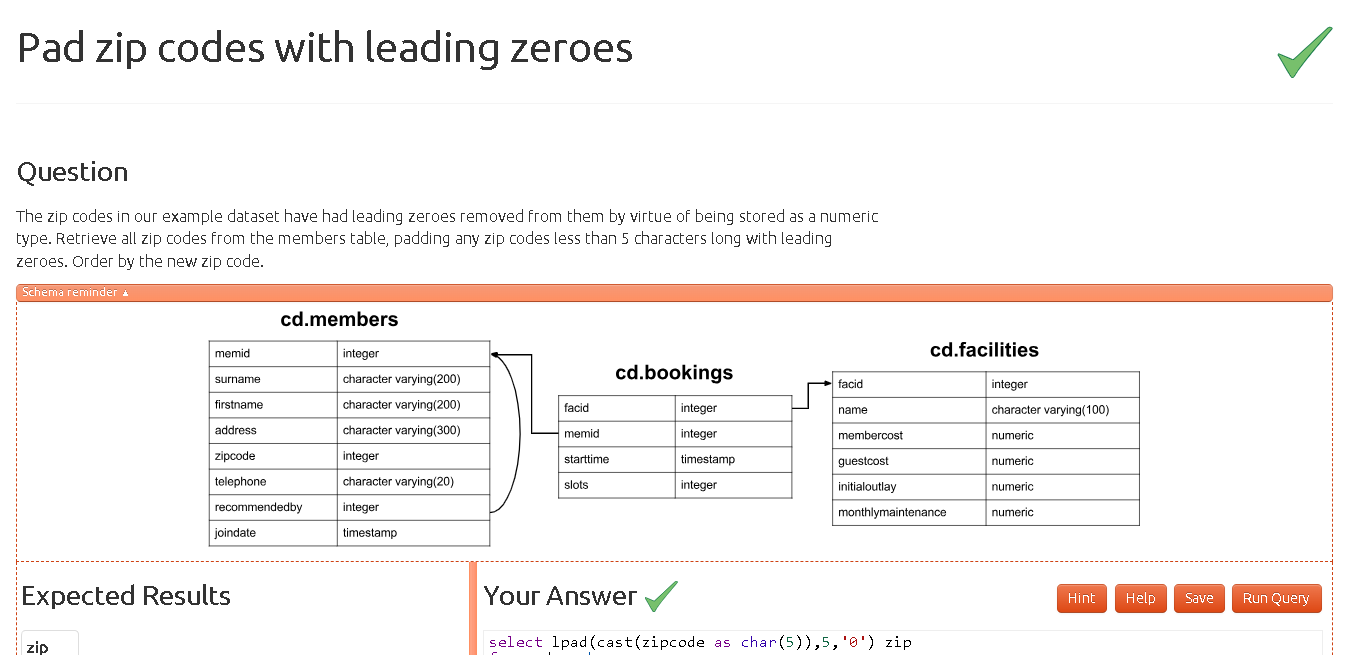 Pad zip codes with leading zeroes
Question
The zip codes in our example dataset have had leading zeroes removed from them by virtue of being stored as a numeric
type. Retrieve all zip codes from the members table, padding any zip codes less than 5 characters long with leading
zeroes. Order by the new zip code.
Schema reminder ▲
cd.members
memid integer
surname character varying(200)
firstname character varying(200)
address character varying(300)
zipcode integer
telephone character varying(20)
recommendedby integer
joindate timestamp
cd.bookings
facid integer
memid integer
starttime timestamp
slots integer
cd.facilities
facid integer
name character varying(100)
membercost numeric
guestcost numeric
initialoutlay numeric
monthlymaintenance numeric
Expected Results
zip
Your Answer
Hint Help Save Run Query
select lpad(cast(zipcode as char(5)),5,'0') zip